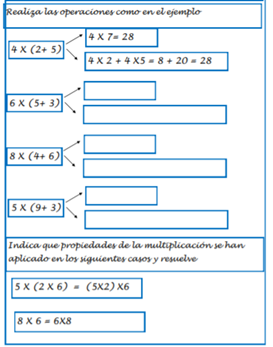 Realiza las operaciones como en el ejemplo
4 X 7= 28
4 X (2+ 5)
4 X 2 + 4 X5 = 8 + 20 = 28
6 X (5+ 3)
8 X (4+ 6)
5 X (9+ 3)
Indica que propiedades de la multiplicación se han
aplicado en los siguientes casos y resuelve
5 X (2 X 6) = (5X2) X6
8 X 6 = 6X8